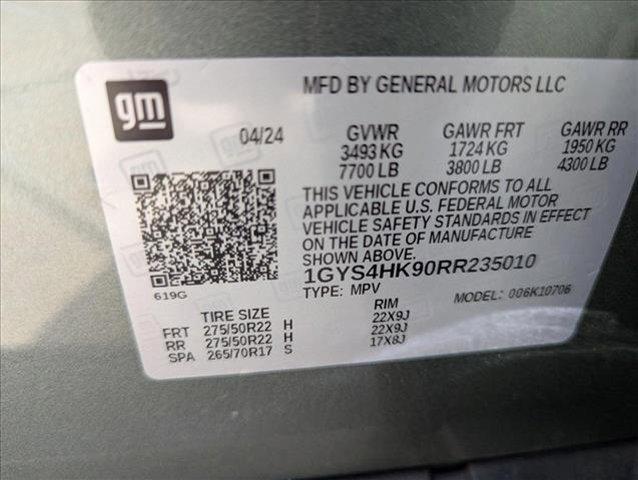 gm
MFD BY GENERAL MOTORS LLC
04/24 GVWR GAWR FRT GAWR RR
3493 KG 1724 KG 1950 KG
7700 LB 3800 LB 4300 LB
THIS VEHICLE CONFORMS TO ALL
APPLICABLE U.S. FEDERAL MOTOR
VEHICLE SAFETY STANDARDS IN EFFECT
ON THE DATE OF MANUFACTURE
SHOWN ABOVE.
1GYS4HK90RR235010
619G
TYPE: MPV MODEL: 006K10706
TIRE SIZE RIM
FRT 275/50R22 H 22X9J
RR 275/50R22 H 22X9J
SPA 265/70R17 S 17X8J